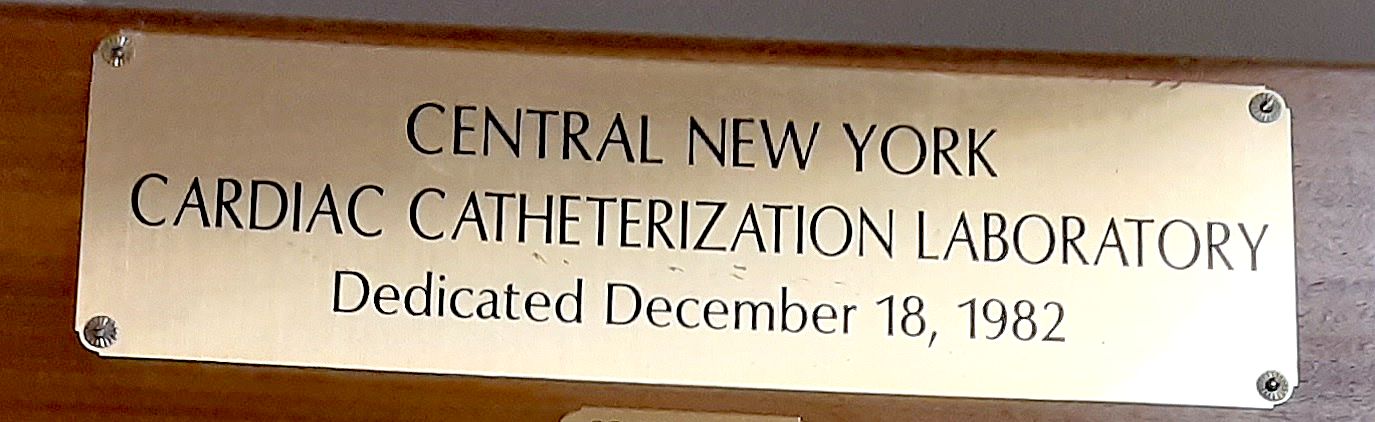 CENTRAL NEW YORK
CARDIAC CATHETERIZATION LABORATORY
Dedicated December 18, 1982